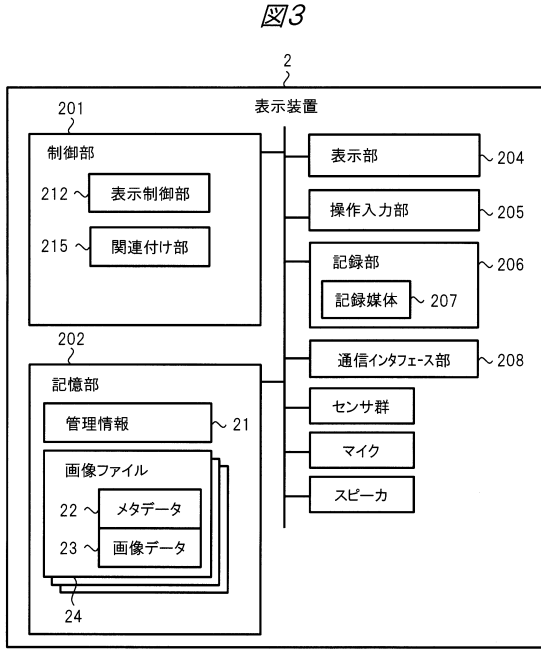 図3
2
表示装置
201
制御部
212
表示制御部
215
関連付け部
202
記憶部
管理情報
21
画像ファイル
22
メタデータ
23
画像データ
24
表示部
204
操作入力部
205
記録部
206
記録媒体
207
通信インタフェース部
208
センサ群
マイク
スピーカ